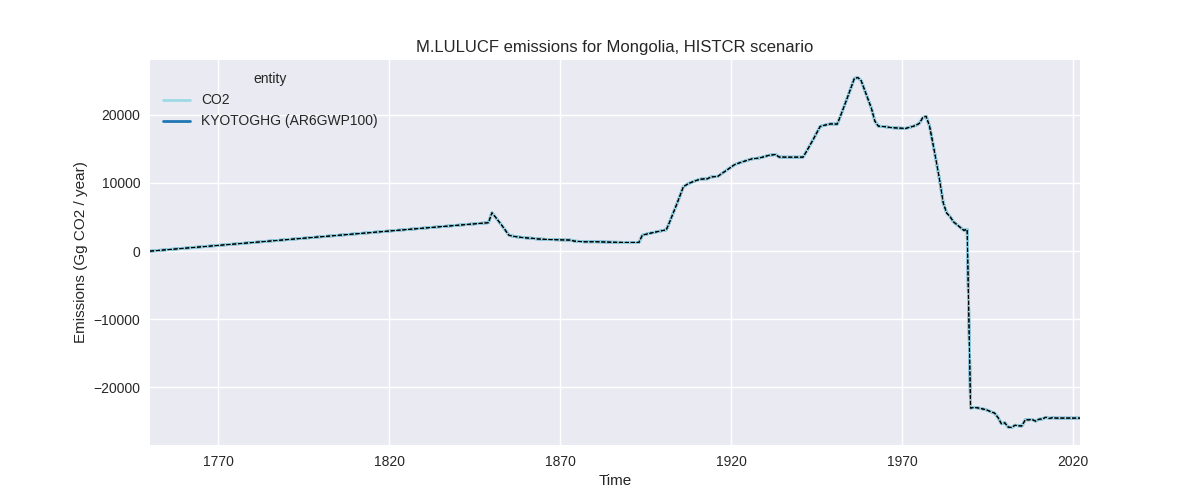 M.LULUCF emissions for Mongolia, HISTCR scenario
entity
CO2
KYOTOGHG (AR6GWP100)
Emissions (Gg CO2 / year)
20000
10000
0
−10000
−20000
1770
1820
1870
1920
1970
2020
Time